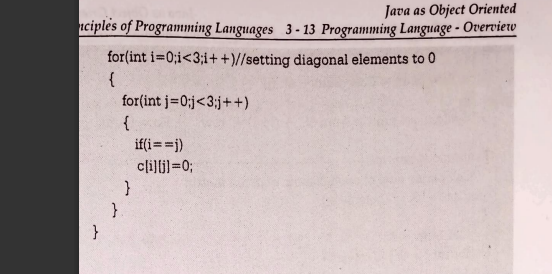 Java as Object Oriented
nciples of Programming Languages 3 - 13 Programming Language - Overview
for(int i=0;i<3;i++)//setting diagonal elements to 0
{
for(int j=0;j<3;j++)
{
if(i==j)
c[i][j]=0;
}
}
}